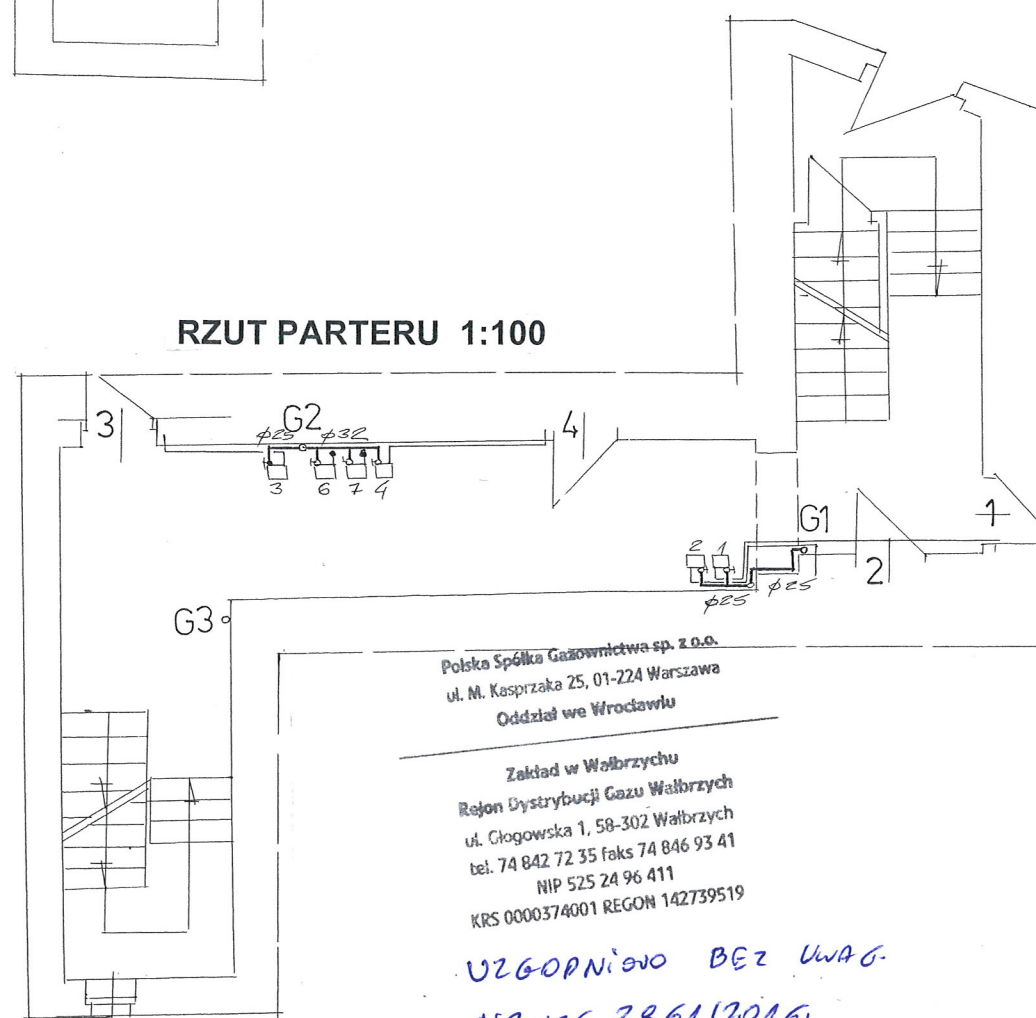 RZUT PARTERU 1:100
3
G2
4
φ25 φ32
3 6 7 4
G1
1
2
2 1
φ25 φ25
G3
Polska Spółka Gazownictwa sp. z o.o.
ul. M. Kasprzaka 25, 01-224 Warszawa
Oddział we Wrocławiu
Zakład w Wałbrzychu
Rejon Dystrybucji Gazu Wałbrzych
ul. Głogowska 1, 58-302 Wałbrzych
tel. 74 842 72 35 faks 74 846 93 41
NIP 525 24 96 411
KRS 0000374001 REGON 142739519
UZGODNIONO BEZ UWAG.